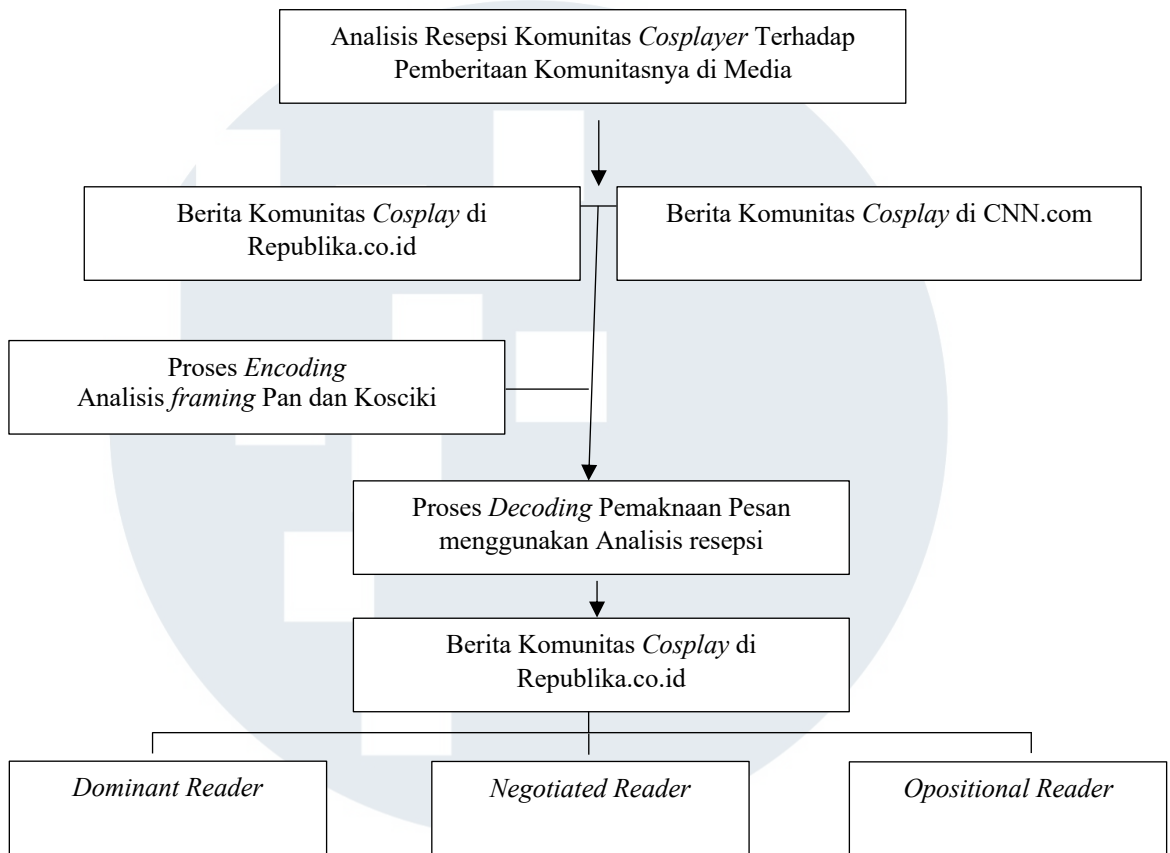 Analisis Resepsi Komunitas Cosplayer Terhadap
Pemberitaan Komunitasnya di Media
Berita Komunitas Cosplay di
Republika.co.id
Berita Komunitas Cosplay di CNN.com
Proses Encoding
Analisis framing Pan dan Kosciki
Proses Decoding Pemaknaan Pesan
menggunakan Analisis resepsi
Berita Komunitas Cosplay di
Republika.co.id
Dominant Reader
Negotiated Reader
Opositional Reader